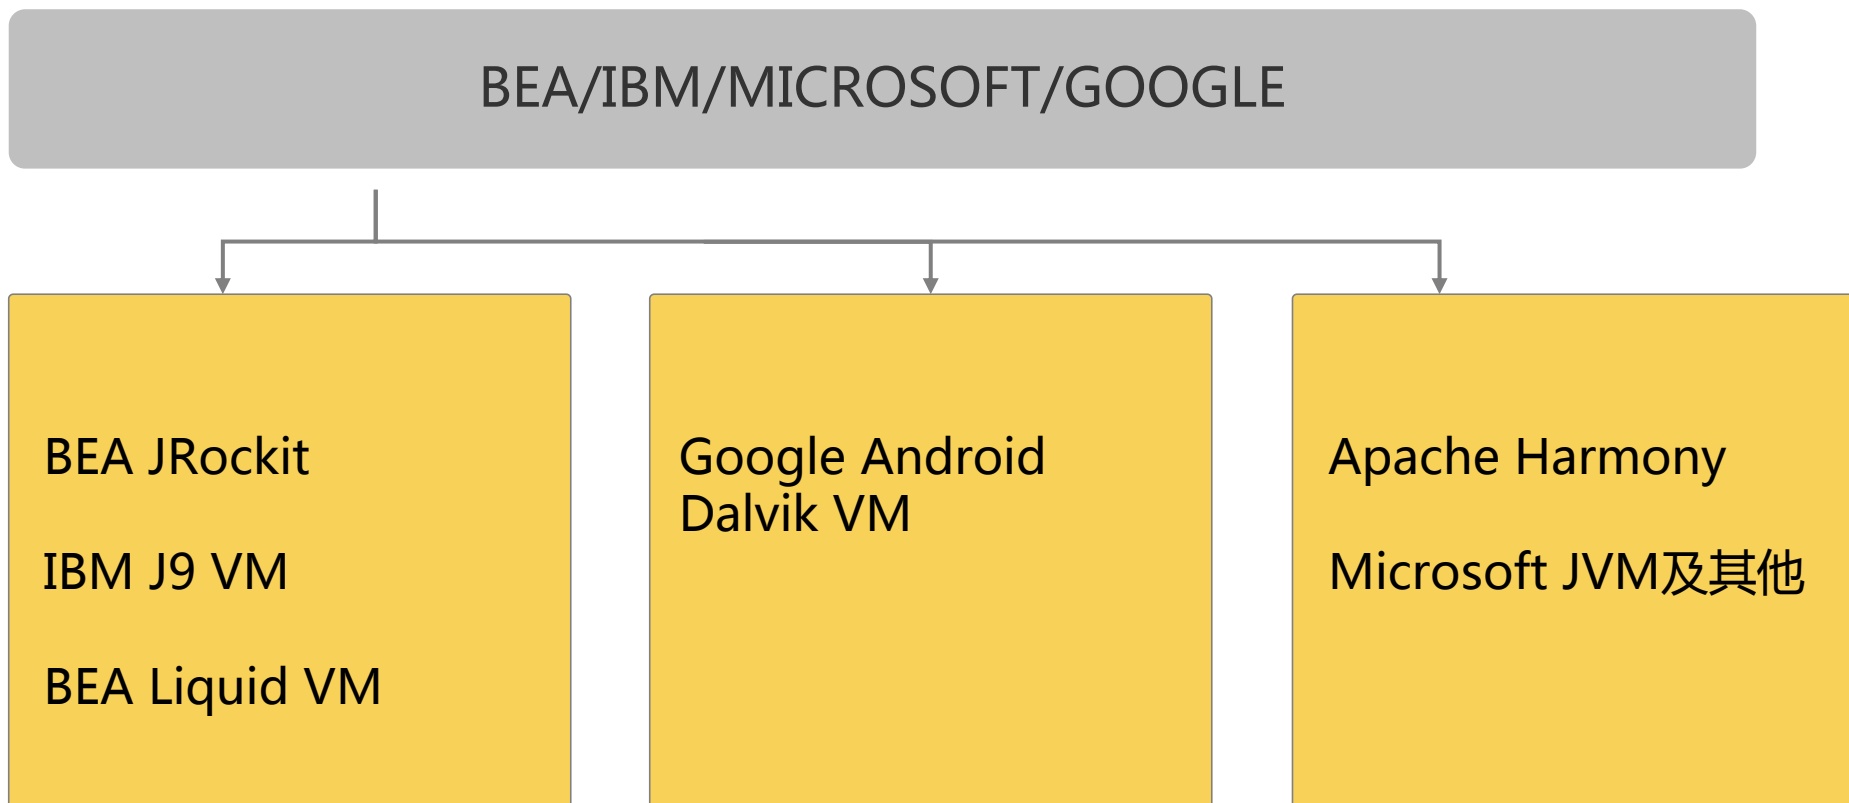 BEA/IBM/MICROSOFT/GOOGLE
BEA JRockit
IBM J9 VM
BEA Liquid VM
Google Android
Dalvik VM
Apache Harmony
Microsoft JVM及其他